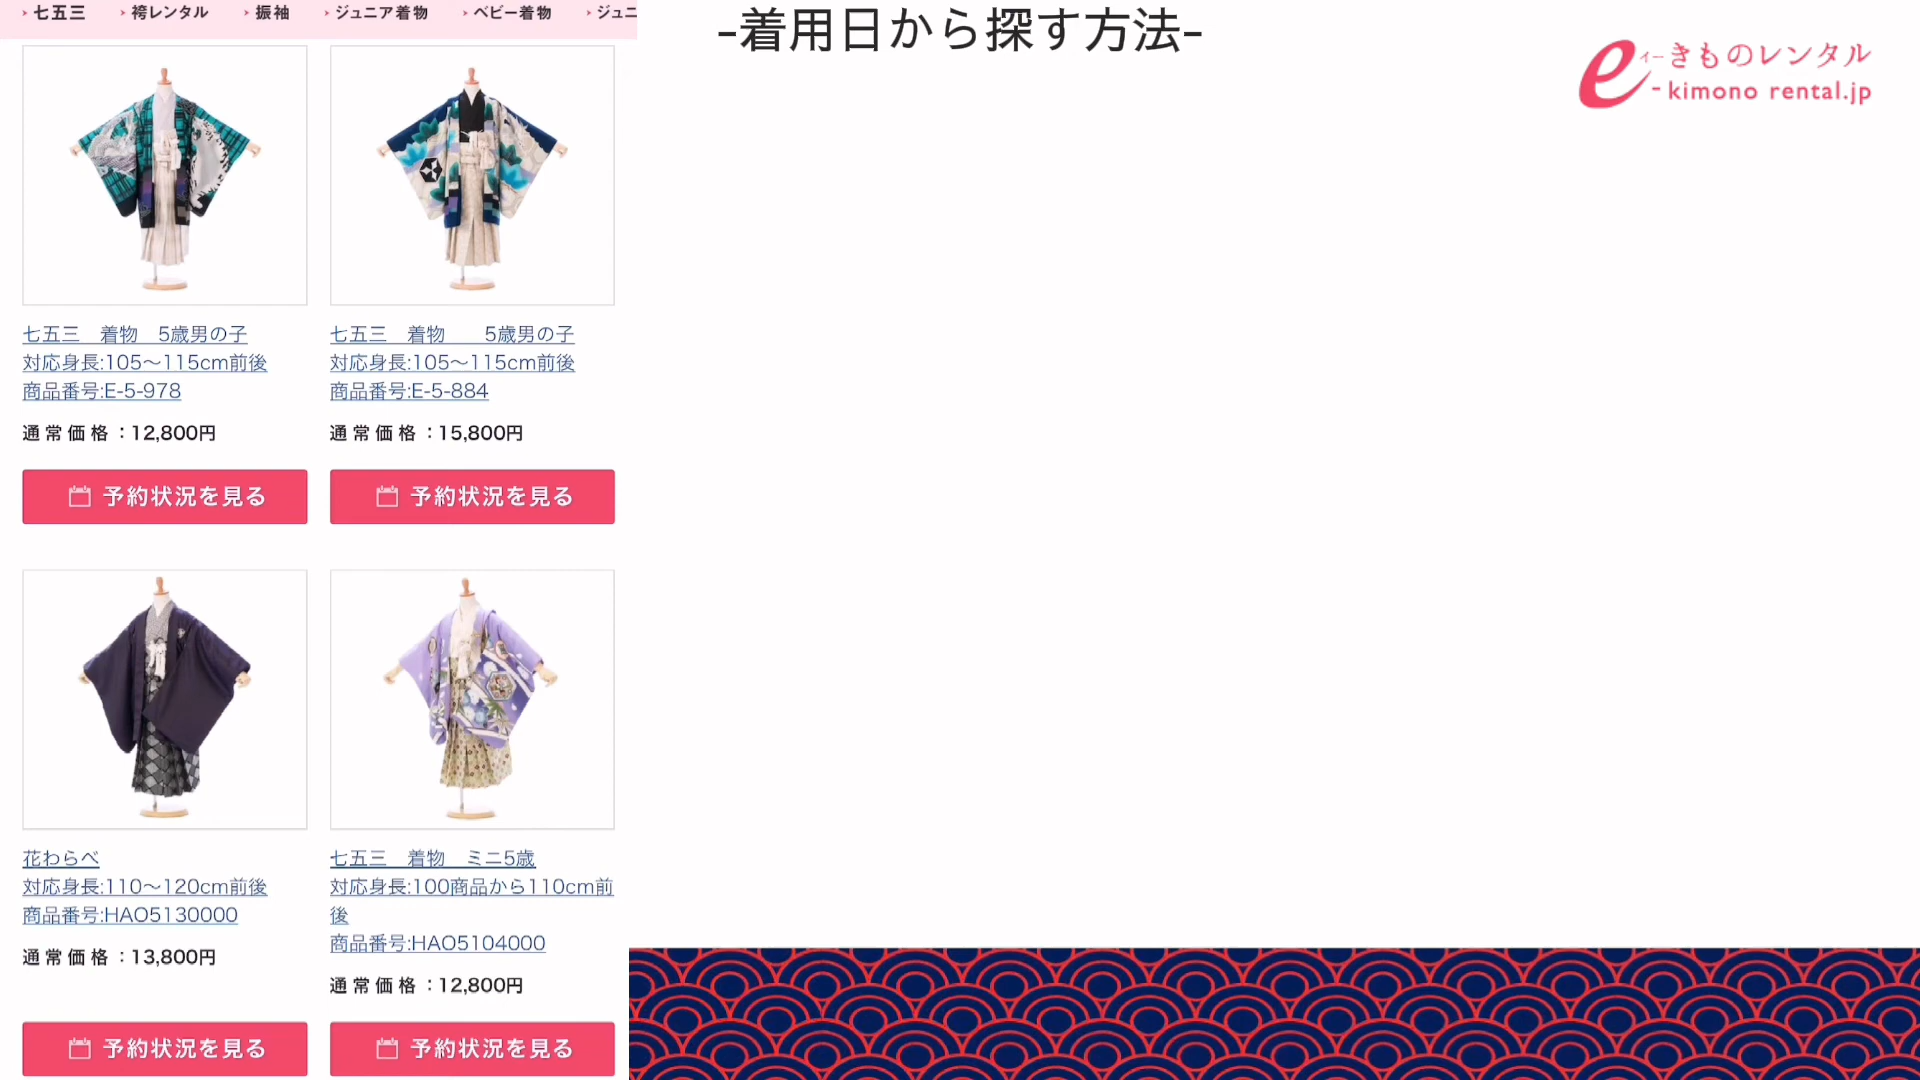 七五三
袴レンタル
振袖
ジュニア着物
ベビー着物
ジュニ
-着用日から探す方法-
e イーきものレンタル
-kimono rental.jp
七五三　着物　5歳男の子
対応身長:105〜115cm前後
商品番号:E-5-978
通常価格：12,800円
予約状況を見る
七五三　着物　　5歳男の子
対応身長:105〜115cm前後
商品番号:E-5-884
通常価格：15,800円
予約状況を見る
花わらべ
対応身長:110〜120cm前後
商品番号:HAO5130000
通常価格：13,800円
予約状況を見る
七五三　着物　ミニ5歳
対応身長:100商品から110cm前
後
商品番号:HAO5104000
通常価格：12,800円
予約状況を見る